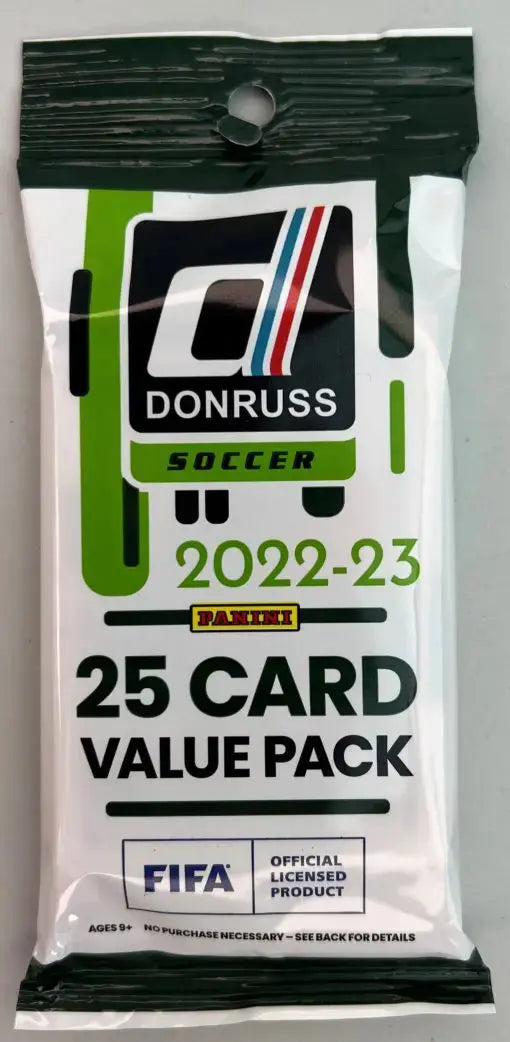 d
DONRUSS
SOCCER
2022-23
PANINI
25 CARD
VALUE PACK
FIFA
OFFICIAL
LICENSED
PRODUCT
AGES 9+ NO PURCHASE NECESSARY – SEE BACK FOR DETAILS